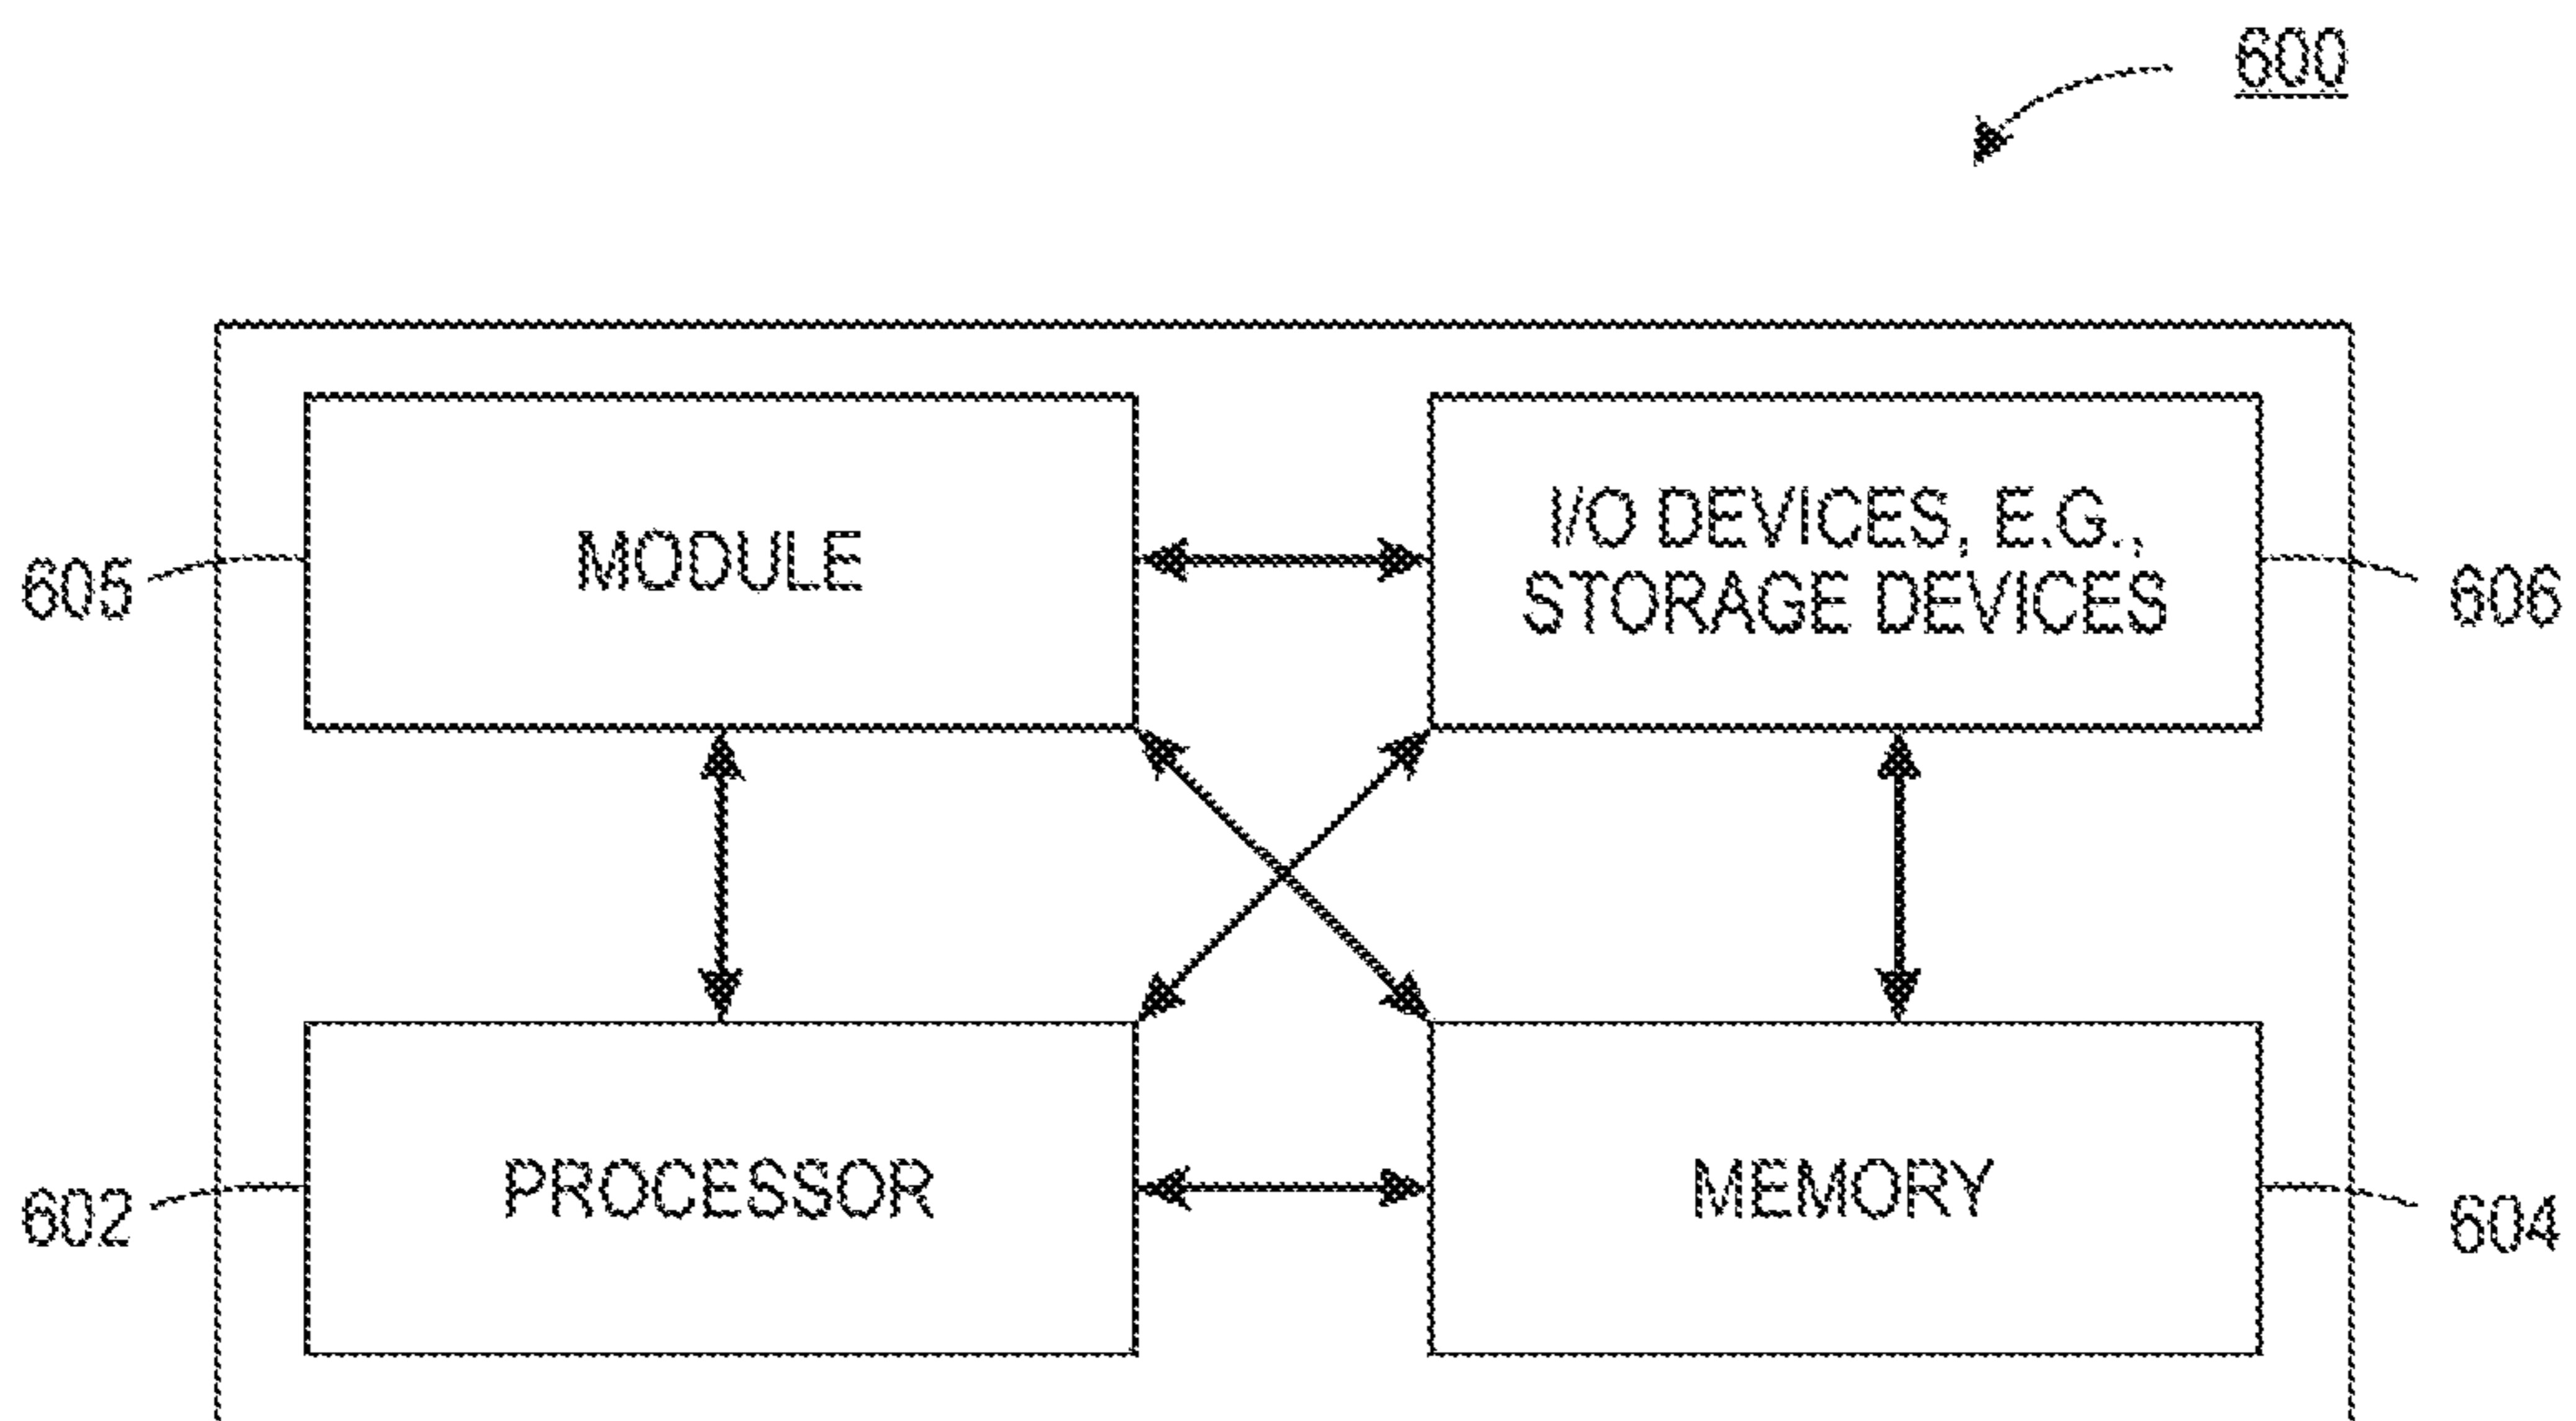 600
MODULE
I/O DEVICES, E.G.,
STORAGE DEVICES
605
606
PROCESSOR
MEMORY
602
604